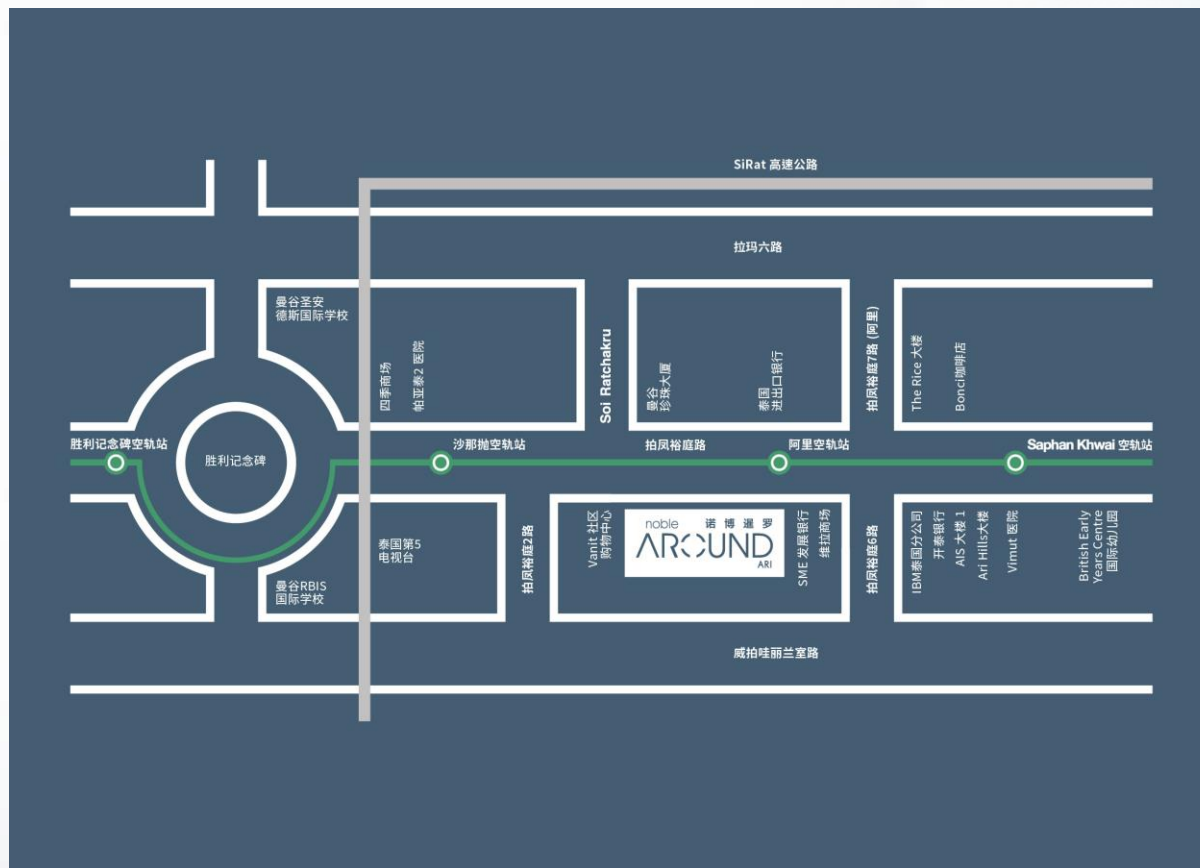 SiRat 高速公路
拉玛六路
曼谷圣安
德斯国际学校
四季商场
帕亚泰2 医院
Soi Ratchakru
曼谷
珍珠大厦
泰国
进出口银行
拍凤裕庭7路 (阿里)
The Rice 大楼
Bonci咖啡店
胜利记念碑空轨站
胜利记念碑
沙那抛空轨站
拍凤裕庭路
阿里空轨站
Saphan Khwai 空轨站
泰国第5
电视台
曼谷RBIS
国际学校
拍凤裕庭2路
Vanit 社区
购物中心
noble 诺博暹罗
AROUND
ARI
SME 发展银行
维拉商场
拍凤裕庭6路
IBM泰国分公司
开泰银行
AIS 大楼 1
Ari Hills大楼
Vimut 医院
British Early
Years Centre
国际幼儿园
威拍哇丽兰室路